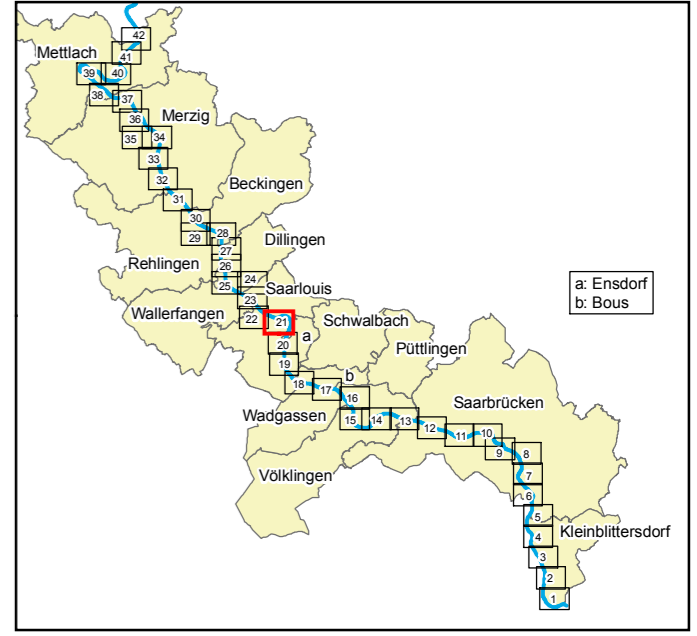 42
Mettlach
41
39
40
38
37
36
Merzig
35
34
33
32
Beckingen
31
30
29
28
Dillingen
27
Rehlingen
26
25
24
Saarlouis
23
a: Ensdorf
b: Bous
Wallerfangen
22
21
Schwalbach
a
20
Püttlingen
19
b
18
17
16
Saarbrücken
Wadgassen
15
14
13
12
11
10
9
8
Völklingen
7
6
5
Kleinblittersdorf
4
3
2
1